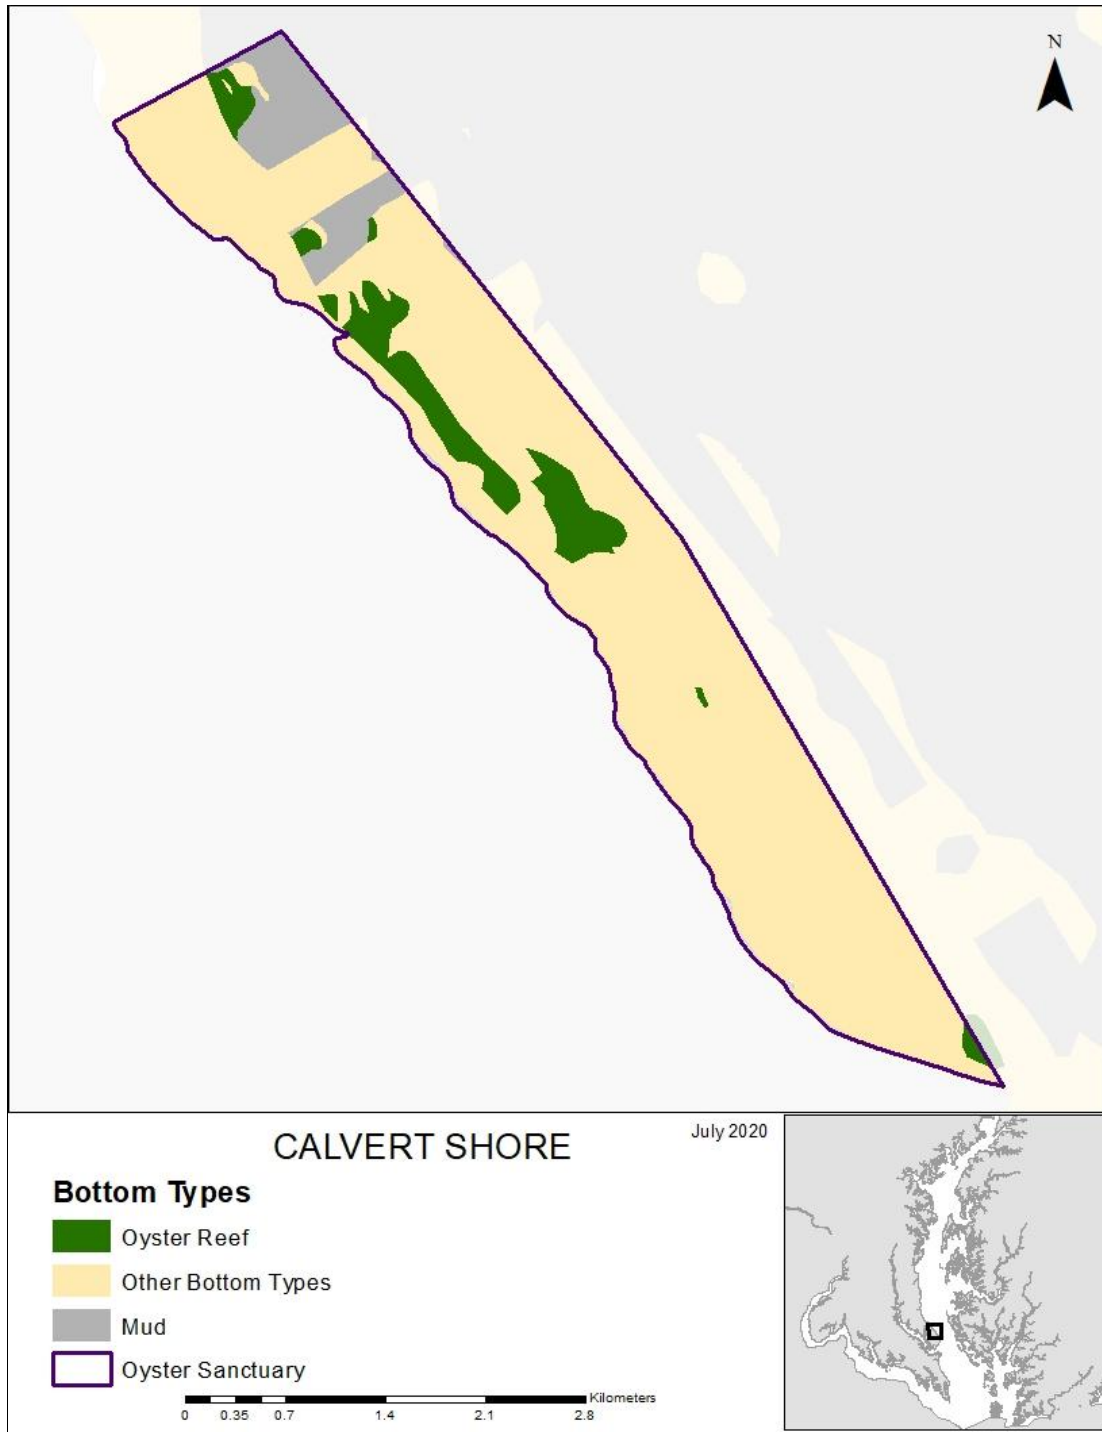 N
CALVERT SHORE
July 2020
Bottom Types
Oyster Reef
Other Bottom Types
Mud
Oyster Sanctuary
Kilometers
0 0.35 0.7 1.4 2.1 2.8